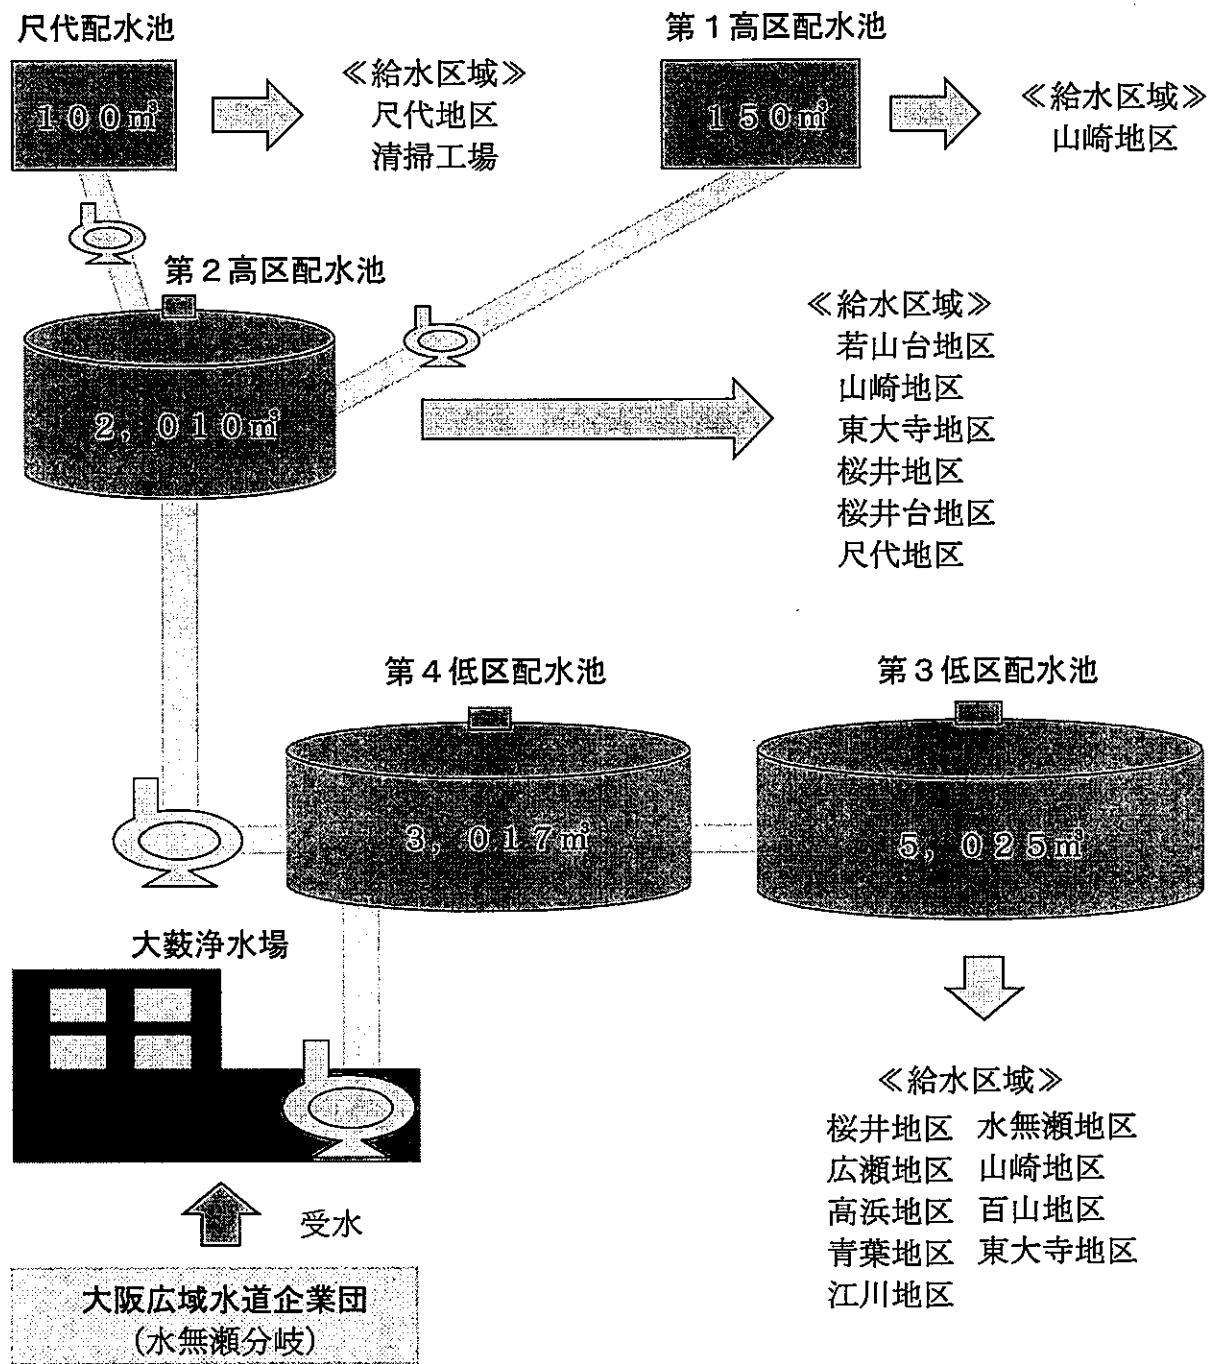 尺代配水池
100㎥
≪給水区域≫
尺代地区
清掃工場
第1高区配水池
150㎥
≪給水区域≫
山崎地区
第2高区配水池
2,010㎥
≪給水区域≫
若山台地区
山崎地区
東大寺地区
桜井地区
桜井台地区
尺代地区
第4低区配水池
3,017㎥
第3低区配水池
5,025㎥
≪給水区域≫
桜井地区 水無瀬地区
広瀬地区 山崎地区
高浜地区 百山地区
青葉地区 東大寺地区
江川地区
大薮浄水場
受水
大阪広域水道企業団
(水無瀬分岐)